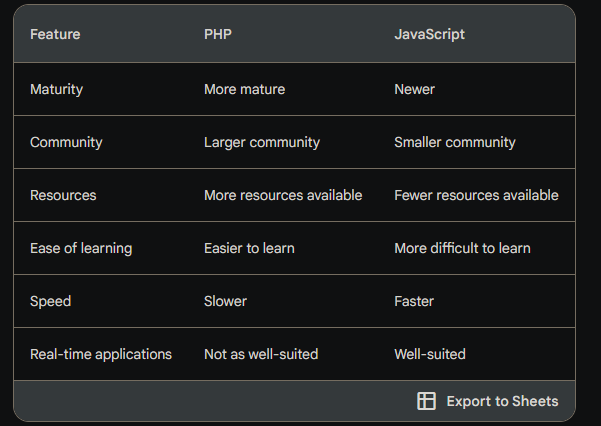 Feature PHP JavaScript
Maturity More mature Newer
Community Larger community Smaller community
Resources More resources available Fewer resources available
Ease of learning Easier to learn More difficult to learn
Speed Slower Faster
Real-time applications Not as well-suited Well-suited
Export to Sheets